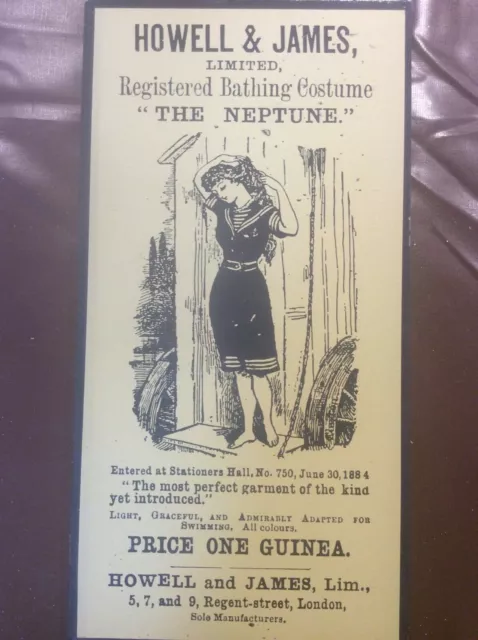 HOWELL & JAMES,
LIMITED,
Registered Bathing Costume
"THE NEPTUNE."
Entered at Stationers Hall, No. 750, June 30, 1884
"The most perfect garment of the kind
yet introduced."
LIGHT, GRACEFUL, AND ADMIRABLY ADAPTED FOR
SWIMMING. All colours.
PRICE ONE GUINEA.
HOWELL and JAMES, Lim.,
5, 7, and 9, Regent-street, London,
Sole Manufacturers.